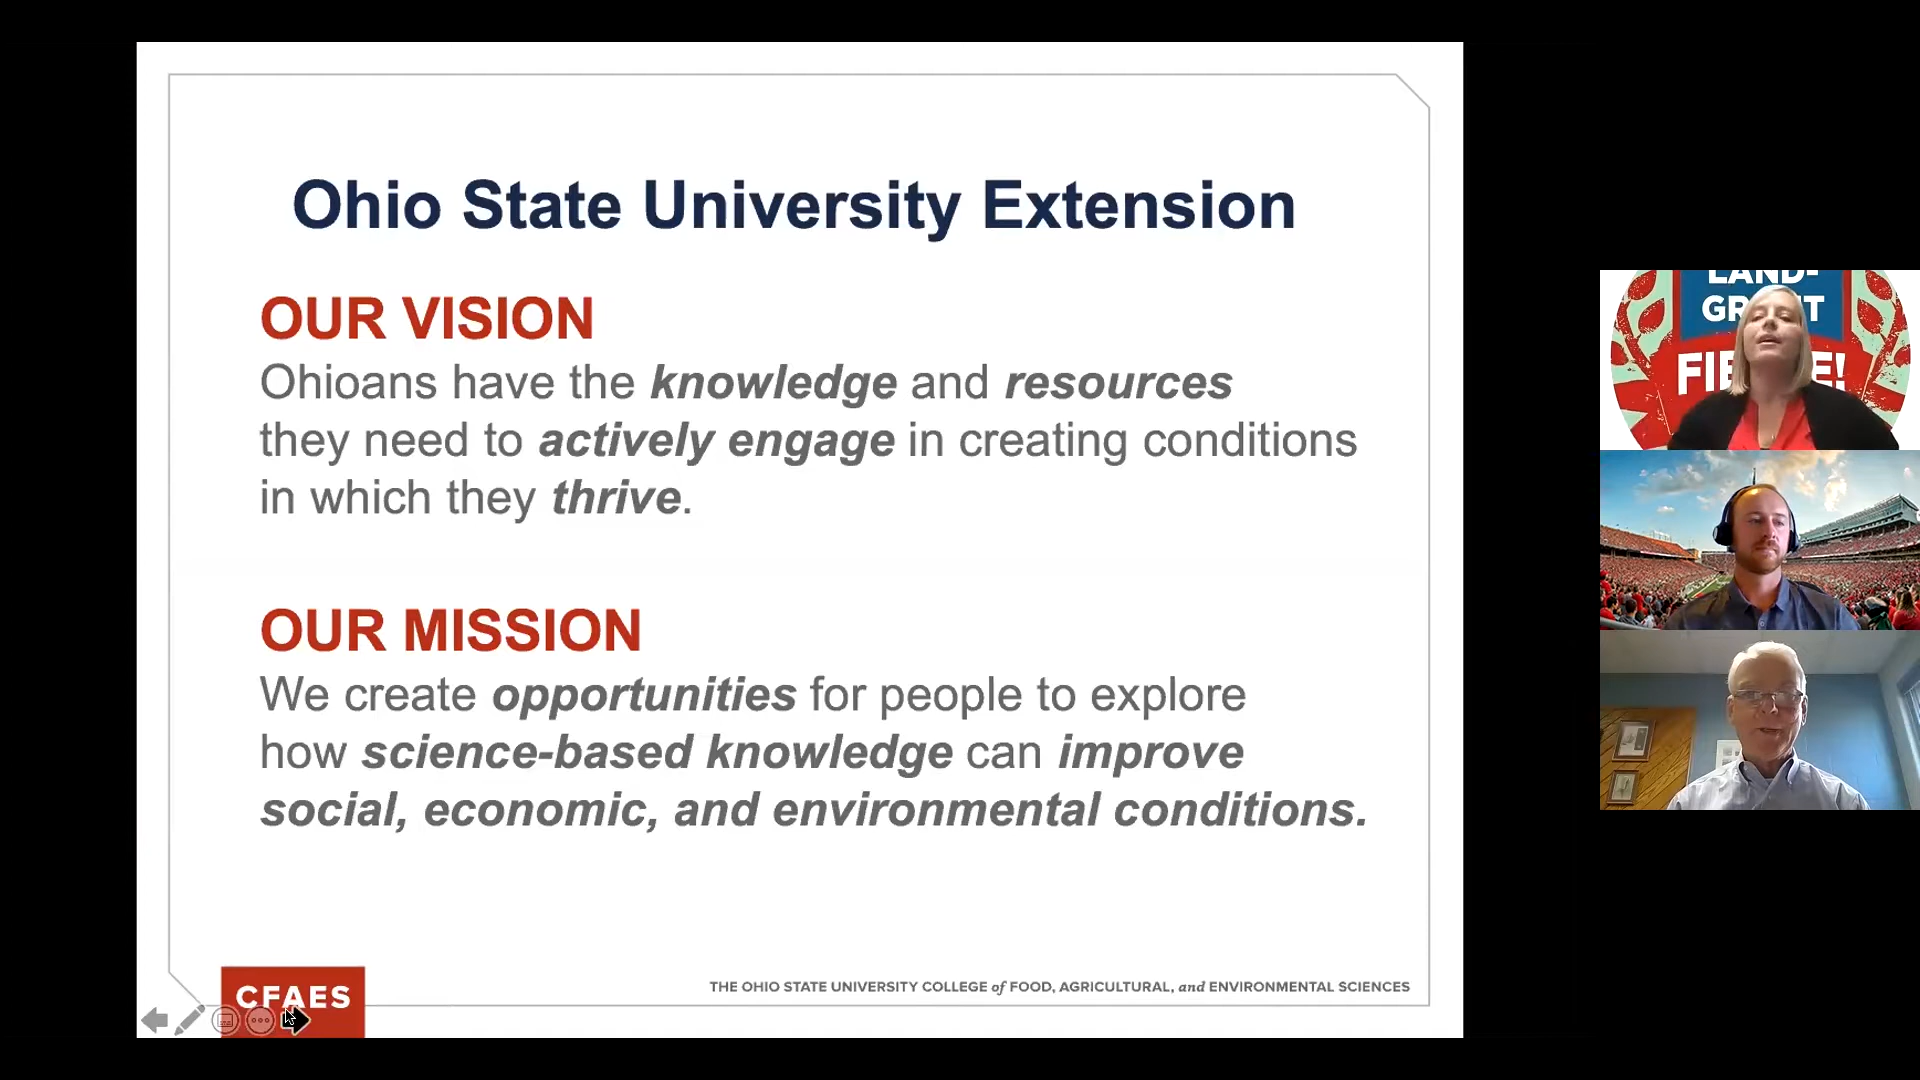 Ohio State University Extension
OUR VISION
Ohioans have the knowledge and resources
they need to actively engage in creating conditions
in which they thrive.
OUR MISSION
We create opportunities for people to explore
how science-based knowledge can improve
social, economic, and environmental conditions.
CFAES
THE OHIO STATE UNIVERSITY COLLEGE of FOOD, AGRICULTURAL, and ENVIRONMENTAL SCIENCES
LAND-